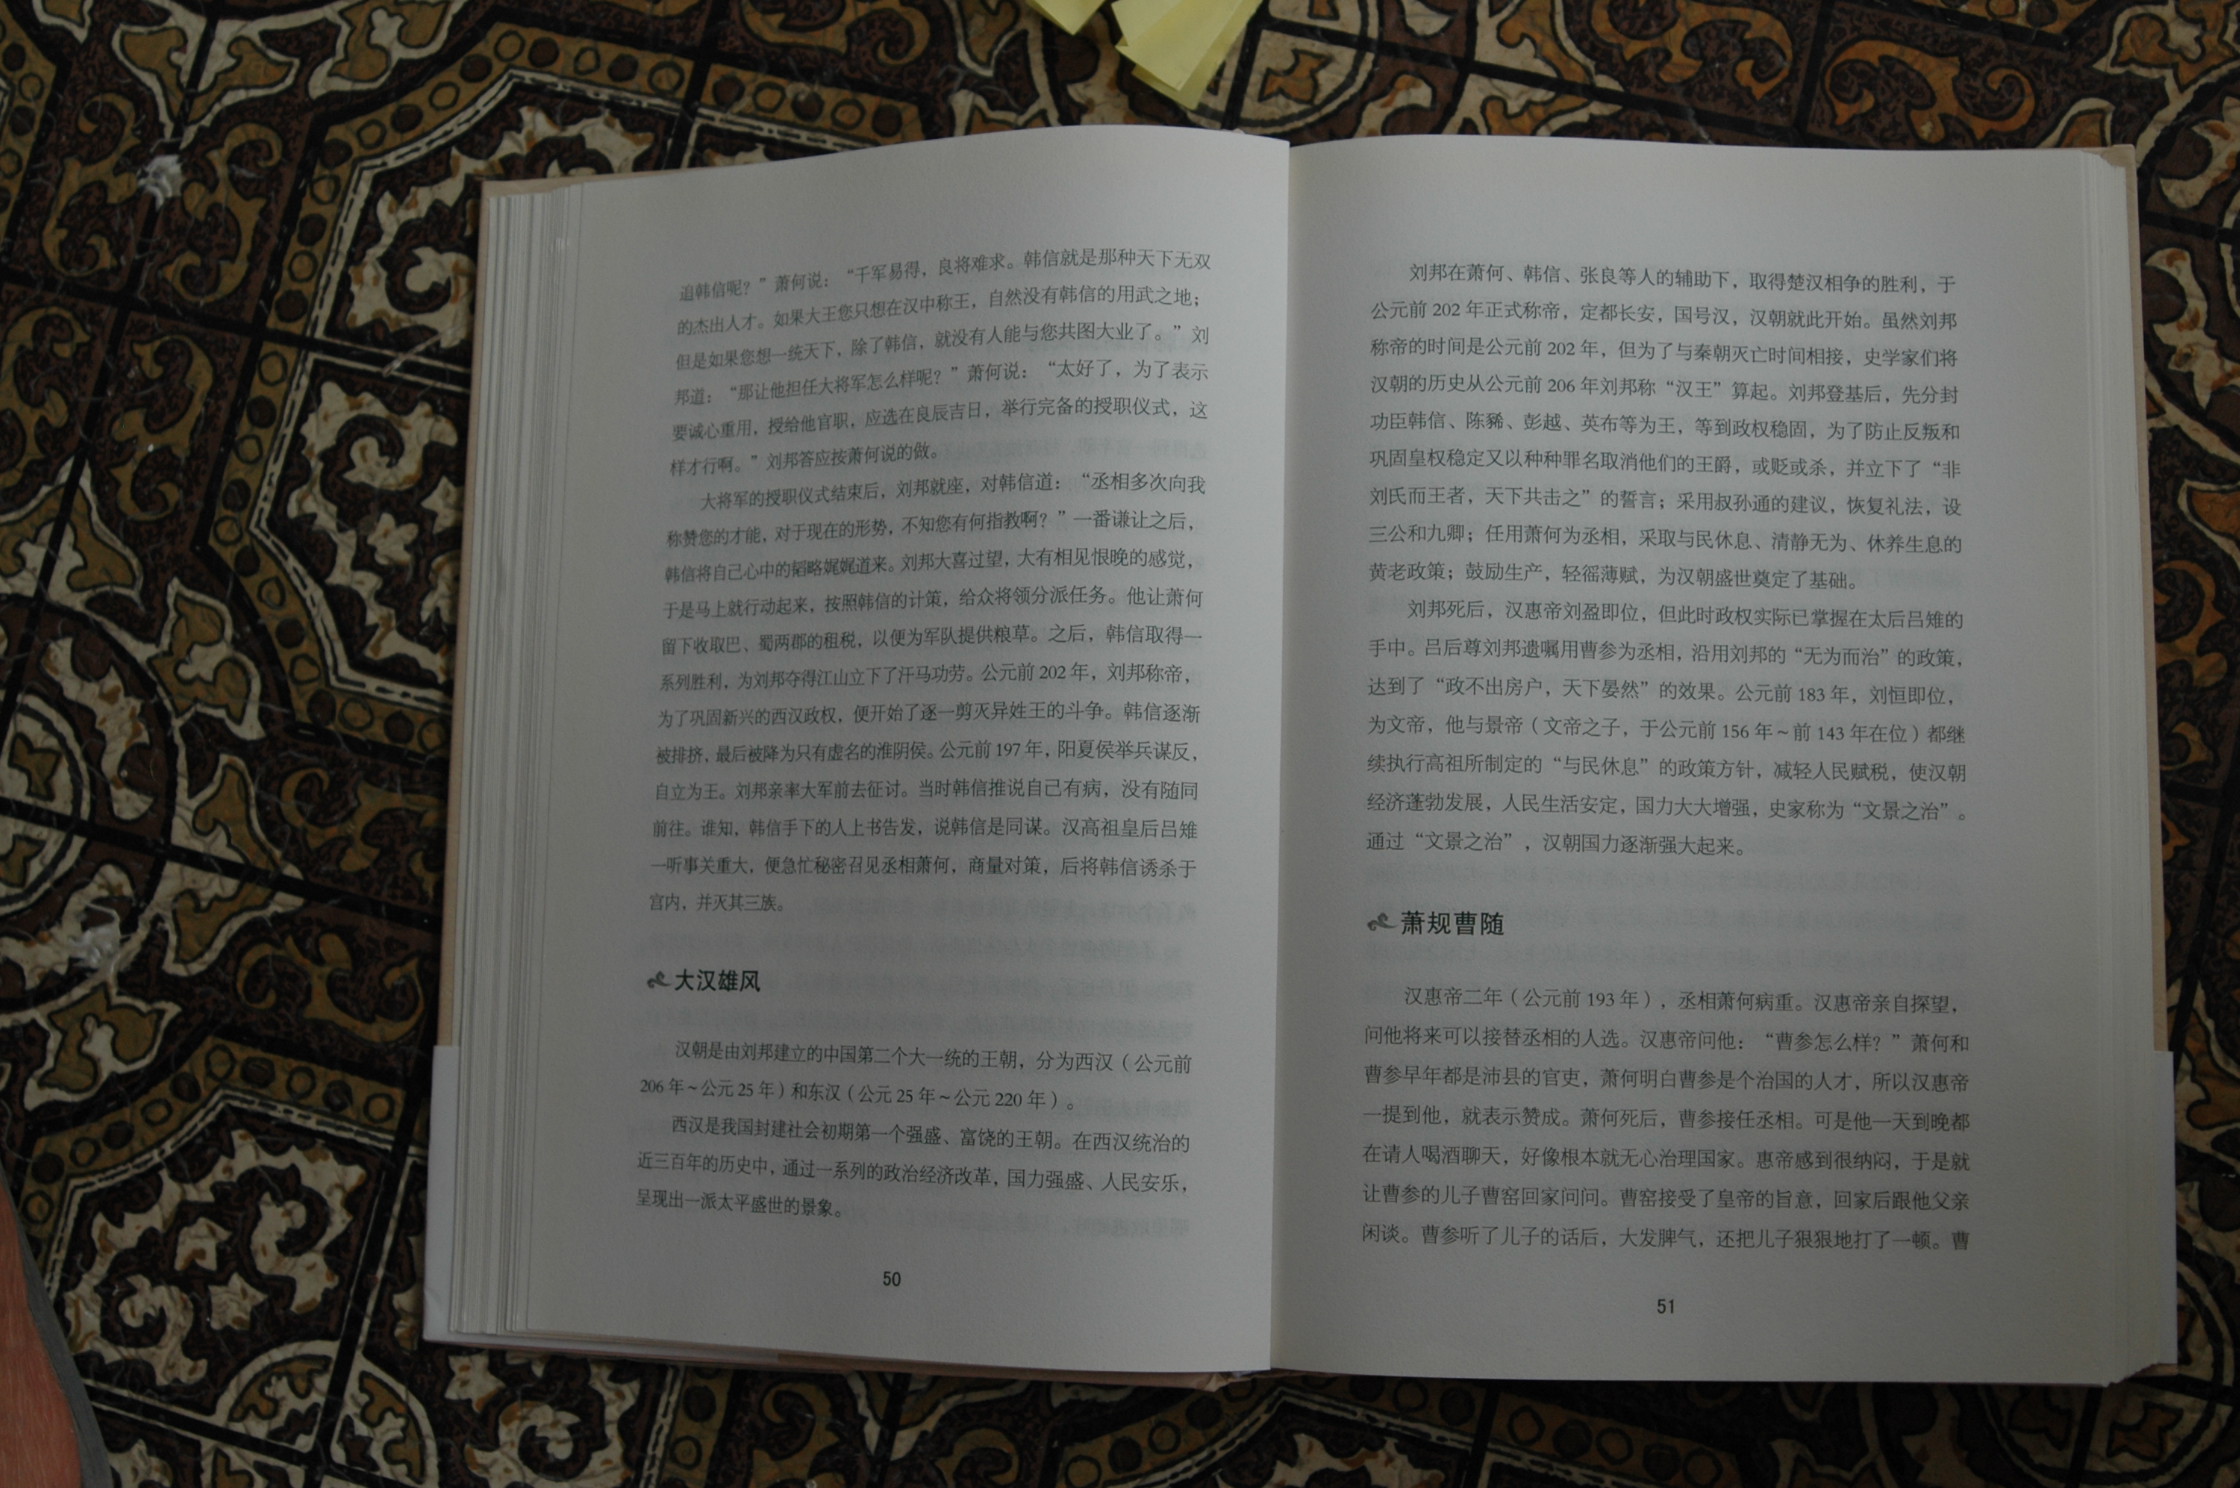 追韩信呢？”萧何说：“千军易得，良将难求。韩信就是那种天下无双
的杰出人才。如果大王您只想在汉中称王，自然没有韩信的用武之地；
但是如果您想一统天下，除了韩信，就没有人能与您共图大业了。”刘
邦道：“那让他担任大将军怎么样呢？”萧何说：“太好了，为了表示
要诚心重用，授给他官职，应选在良辰吉日，举行完备的授职仪式，这
样才行啊。”刘邦答应按萧何说的做。
大将军的授职仪式结束后，刘邦就座，对韩信道：“丞相多次向我
称赞您的才能，对于现在的形势，不知您有何指教啊？”一番谦让之后，
韩信将自己心中的韬略娓娓道来。刘邦大喜过望，大有相见恨晚的感觉，
于是马上就行动起来，按照韩信的计策，给众将领分派任务。他让萧何
留下收取巴、蜀两郡的租税，以便为军队提供粮草。之后，韩信取得一
系列胜利，为刘邦夺得江山立下了汗马功劳。公元前 202 年，刘邦称帝，
为了巩固新兴的西汉政权，便开始了逐一剪灭异姓王的斗争。韩信逐渐
被排挤，最后被降为只有虚名的淮阴侯。公元前 197 年，阳夏侯举兵谋反，
自立为王。刘邦亲率大军前去征讨。当时韩信推说自己有病，没有随同
前往。谁知，韩信手下的人上书告发，说韩信是同谋。汉高祖皇后吕雉
一听事关重大，便急忙秘密召见丞相萧何，商量对策，后将韩信诱杀于
宫内，并灭其三族。
大汉雄风
汉朝是由刘邦建立的中国第二个大一统的王朝，分为西汉（公元前
206 年～公元 25 年）和东汉（公元 25 年～公元 220 年）。
西汉是我国封建社会初期第一个强盛、富饶的王朝。在西汉统治的
近三百年的历史中，通过一系列的政治经济改革，国力强盛、人民安乐，
呈现出一派太平盛世的景象。
50
刘邦在萧何、韩信、张良等人的辅助下，取得楚汉相争的胜利，于
公元前 202 年正式称帝，定都长安，国号汉，汉朝就此开始。虽然刘邦
称帝的时间是公元前 202 年，但为了与秦朝灭亡时间相接，史学家们将
汉朝的历史从公元前 206 年刘邦称“汉王”算起。刘邦登基后，先分封
功臣韩信、陈豨、彭越、英布等为王，等到政权稳固，为了防止反叛和
巩固皇权稳定又以种种罪名取消他们的王爵，或贬或杀，并立下了“非
刘氏而王者，天下共击之”的誓言；采用叔孙通的建议，恢复礼法，设
三公和九卿；任用萧何为丞相，采取与民休息、清静无为、休养生息的
黄老政策；鼓励生产，轻徭薄赋，为汉朝盛世奠定了基础。
刘邦死后，汉惠帝刘盈即位，但此时政权实际已掌握在太后吕雉的
手中。吕后尊刘邦遗嘱用曹参为丞相，沿用刘邦的“无为而治”的政策，
达到了“政不出房户，天下晏然”的效果。公元前 183 年，刘恒即位，
为文帝，他与景帝（文帝之子，于公元前 156 年～前 143 年在位）都继
续执行高祖所制定的“与民休息”的政策方针，减轻人民赋税，使汉朝
经济蓬勃发展，人民生活安定，国力大大增强，史家称为“文景之治”。
通过“文景之治”，汉朝国力逐渐强大起来。
萧规曹随
汉惠帝二年（公元前 193 年），丞相萧何病重。汉惠帝亲自探望，
问他将来可以接替丞相的人选。汉惠帝问他：“曹参怎么样？”萧何和
曹参早年都是沛县的官吏，萧何明白曹参是个治国的人才，所以汉惠帝
一提到他，就表示赞成。萧何死后，曹参接任丞相。可是他一天到晚都
在请人喝酒聊天，好像根本就无心治理国家。惠帝感到很纳闷，于是就
让曹参的儿子曹窋回家问问。曹窋接受了皇帝的旨意，回家后跟他父亲
闲谈。曹参听了儿子的话后，大发脾气，还把儿子狠狠地打了一顿。曹
51